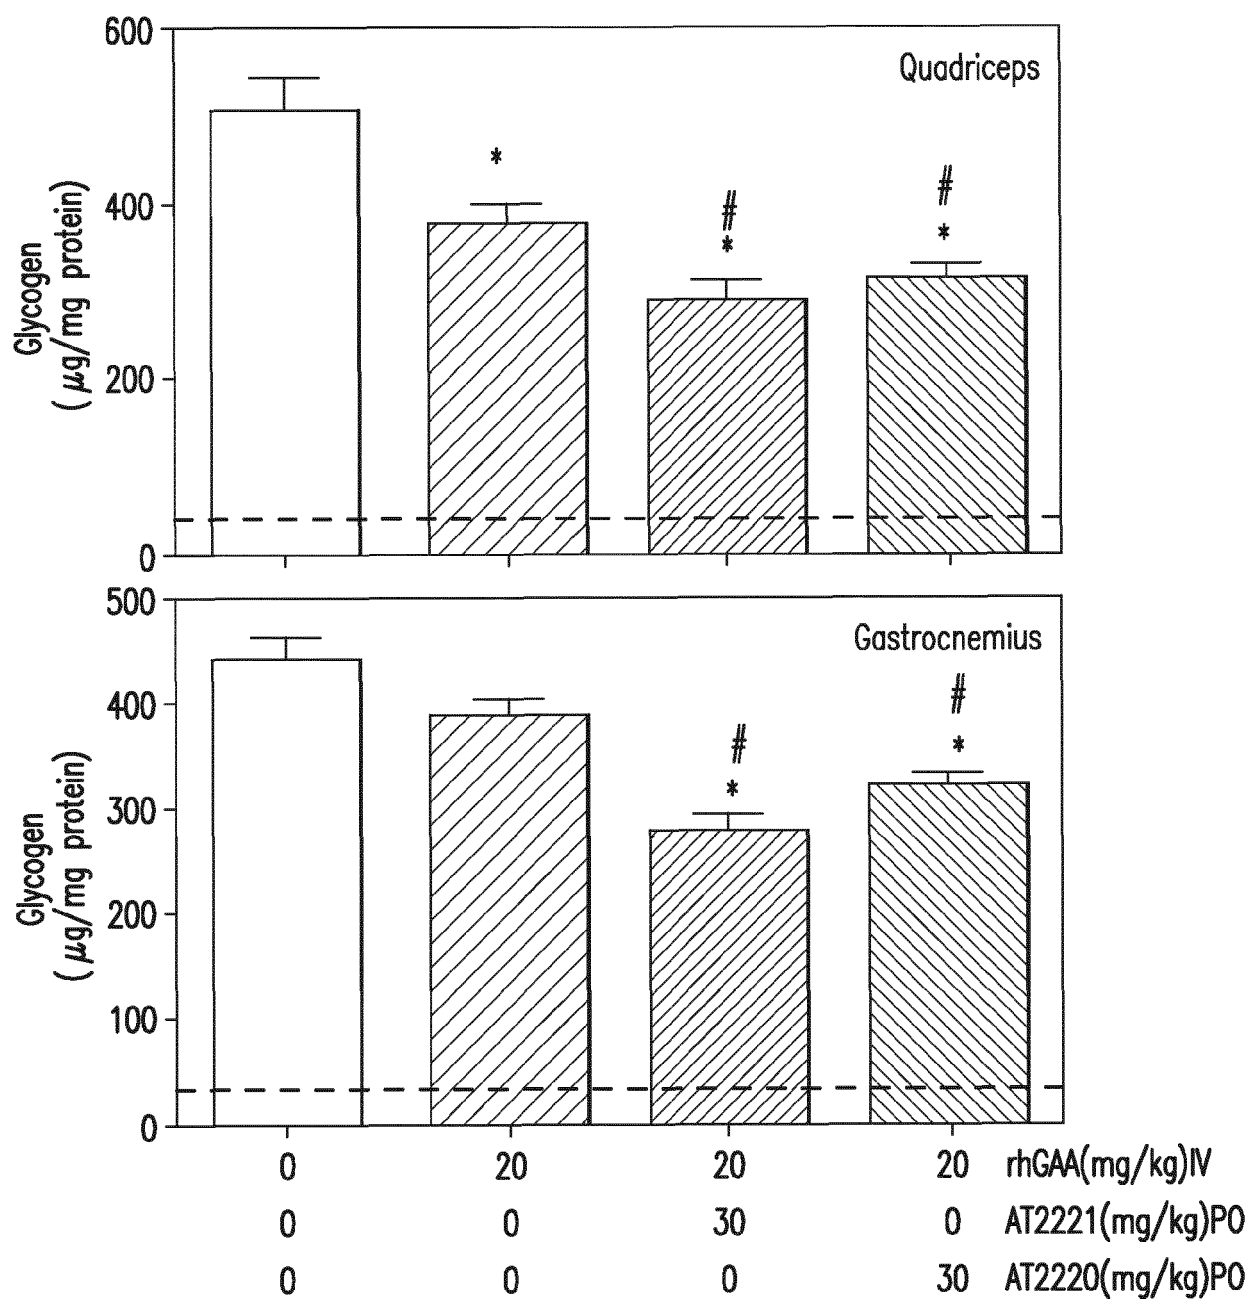 600
400
200
0
Glycogen
(μg/mg protein)
Quadriceps
*
#
*
#
*
500
400
300
200
100
0
Glycogen
(μg/mg protein)
Gastrocnemius
#
*
#
*
0 20 20 20 rhGAA(mg/kg)IV
0 0 30 0 AT2221(mg/kg)PO
0 0 0 30 AT2220(mg/kg)PO